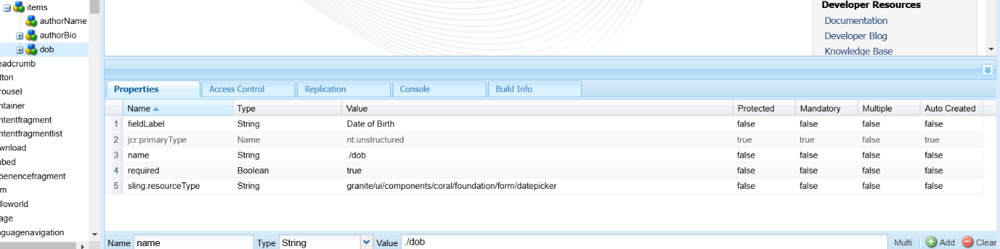 items
authorName
authorBio
dob
eadcrumb
tton
rousel
ontainer
ntentfragment
ntentfragmentlist
wnload
nbed
periencefragment
rm
lloworld
age
nguagenavigation
Developer Resources
Documentation
Developer Blog
Knowledge Base
Properties Access Control Replication Console Build Info
Name Type Value Protected Mandatory Multiple Auto Created
1 fieldLabel String Date of Birth false false false false
2 jcr:primaryType Name nt:unstructured true true false true
3 name String ./dob false false false false
4 required Boolean true false false false false
5 sling:resourceType String granite/ui/components/coral/foundation/form/datepicker false false false false
Name name Type String Value ./dob Multi Add Clear